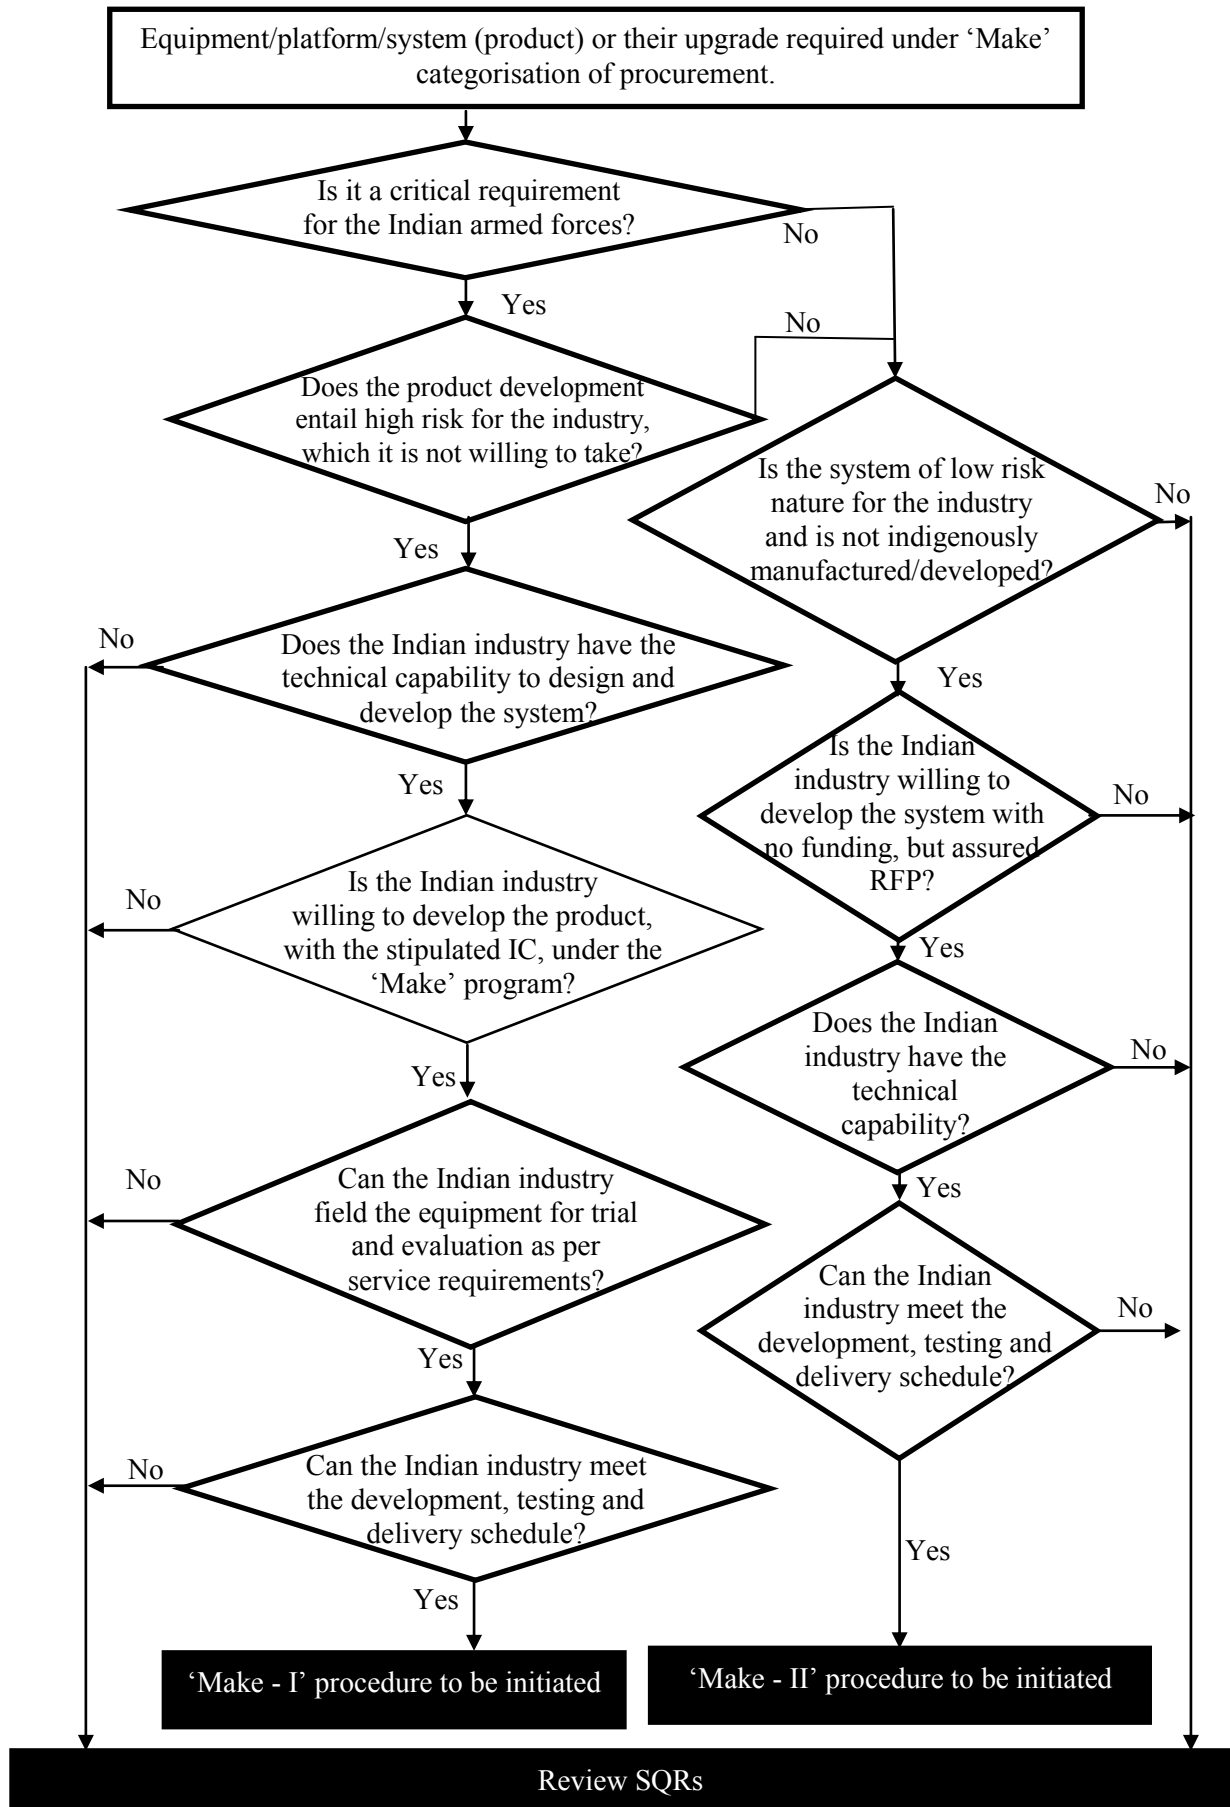 Equipment/platform/system (product) or their upgrade required under ‘Make’
categorisation of procurement.
Is it a critical requirement
for the Indian armed forces?
No
Yes
No
Does the product development
entail high risk for the industry,
which it is not willing to take?
Yes
Does the Indian industry have the
technical capability to design and
develop the system?
No
Yes
Is the Indian industry
willing to develop the product,
with the stipulated IC, under the
‘Make’ program?
No
Yes
Can the Indian industry
field the equipment for trial
and evaluation as per
service requirements?
No
Yes
Can the Indian industry meet
the development, testing and
delivery schedule?
No
Yes
‘Make - I’ procedure to be initiated
Is the system of low risk
nature for the industry
and is not indigenously
manufactured/developed?
No
Yes
Is the Indian
industry willing to
develop the system with
no funding, but assured
RFP?
No
Yes
Does the Indian
industry have the
technical
capability?
No
Yes
Can the Indian
industry meet the
development, testing and
delivery schedule?
No
Yes
‘Make - II’ procedure to be initiated
Review SQRs